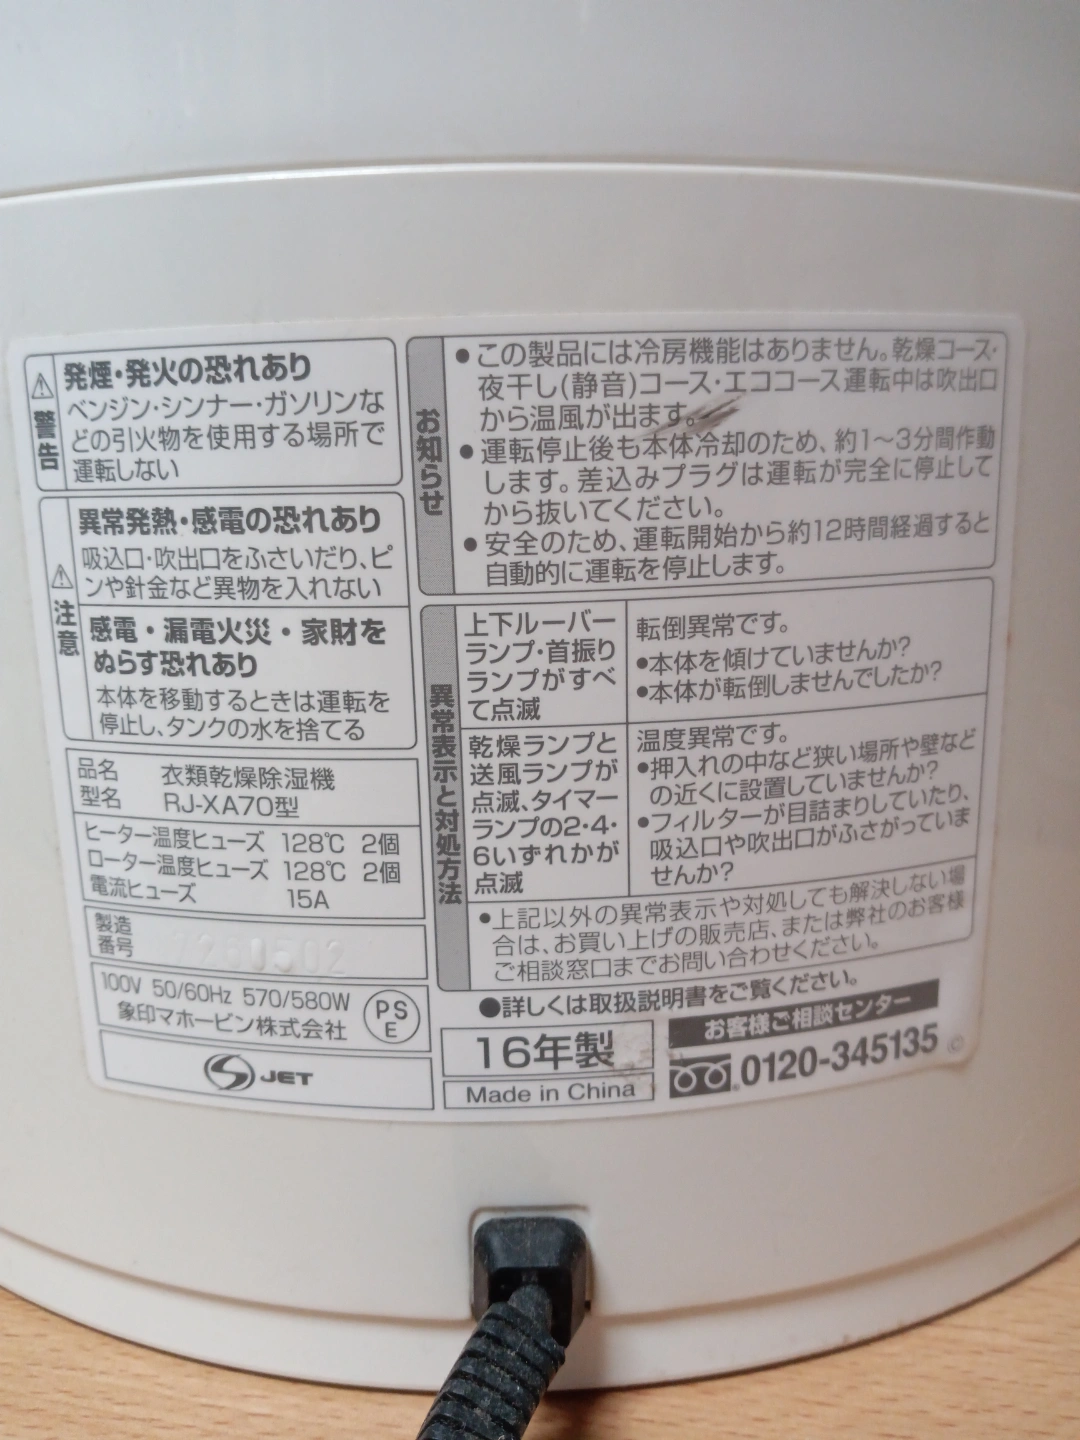 警告
発煙・発火の恐れあり
ベンジン・シンナー・ガソリンな
どの引火物を使用する場所で
運転しない
注意
異常発熱・感電の恐れあり
吸込口・吹出口をふさいだり、ピ
ンや針金など異物を入れない
感電・漏電火災・家財を
ぬらす恐れあり
本体を移動するときは運転を
停止し、タンクの水を捨てる
品名 衣類乾燥除湿機
型名 RJ-XA70型
ヒーター温度ヒューズ 128℃ 2個
ローター温度ヒューズ 128℃ 2個
電流ヒューズ 15A
製造
番号 260502
100V 50/60Hz 570/580W
象印マホービン株式会社
PS
E
JET
お知らせ
●この製品には冷房機能はありません。乾燥コース・
夜干し(静音)コース・エココース運転中は吹出口
から温風が出ます。
●運転停止後も本体冷却のため、約1〜3分間作動
します。差込みプラグは運転が完全に停止して
から抜いてください。
●安全のため、運転開始から約12時間経過すると
自動的に運転を停止します。
異常表示と対処方法
上下ルーバー
ランプ・首振り
ランプがすべ
て点滅
転倒異常です。
●本体を傾けていませんか?
●本体が転倒しませんでしたか?
乾燥ランプと
送風ランプが
点滅、タイマー
ランプの2・4・
6いずれかが
点滅
温度異常です。
●押入れの中など狭い場所や壁など
の近くに設置していませんか?
●フィルターが目詰まりしていたり、
吸込口や吹出口がふさがっていま
せんか?
●上記以外の異常表示や対処しても解決しない場
合は、お買い上げの販売店、または弊社のお客様
ご相談窓口までお問い合わせください。
●詳しくは取扱説明書をご覧ください。
16年製
Made in China
お客様ご相談センター
0120-345135
©